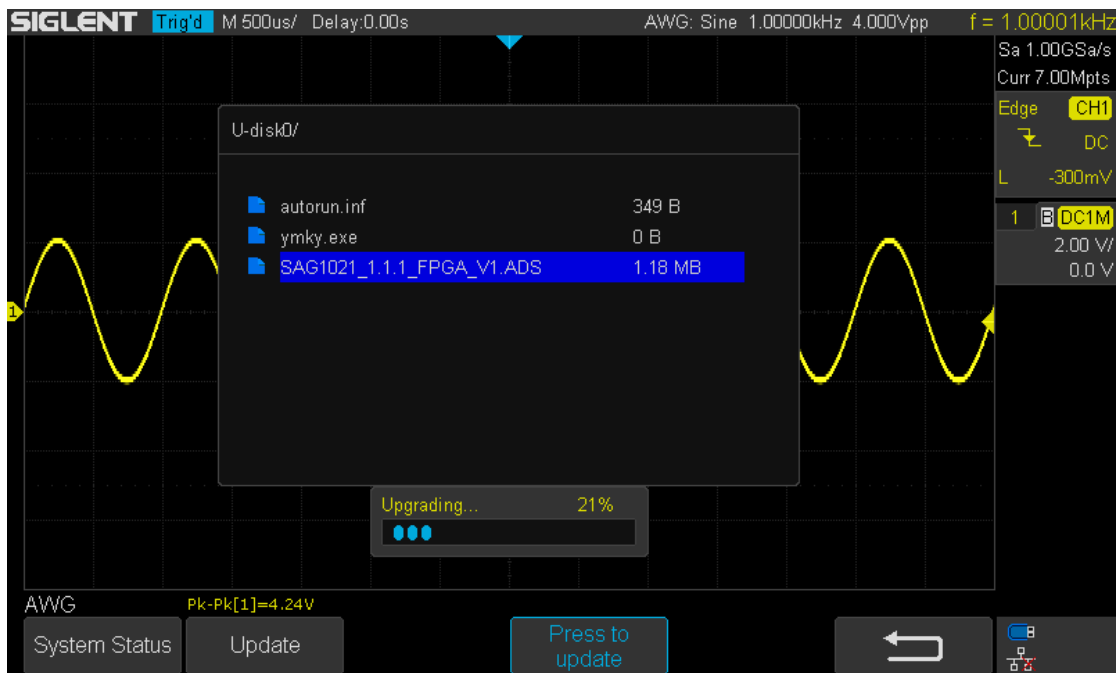 SIGLENT Trig'd M 500us/ Delay:0.00s AWG: Sine 1.00000kHz 4.000Vpp f = 1.00001kHz
Sa 1.00GSa/s
Curr 7.00Mpts
Edge CH1
DC
L -300mV
1 B DC1M
2.00 V/
0.0 V
U-disk0/
autorun.inf 349 B
ymky.exe 0 B
SAG1021_1.1.1_FPGA_V1.ADS 1.18 MB
1
Upgrading... 21%
AWG Pk-Pk[1]=4.24V
System Status Update Press to
update